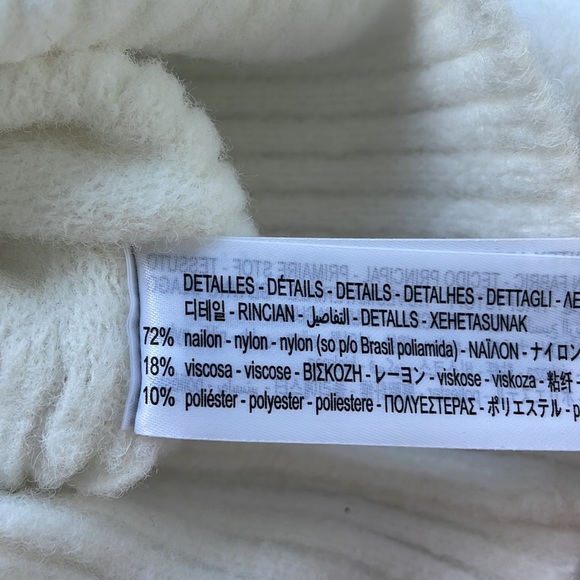 DETALLES - DÉTAILS - DETAILS - DETALHES - DETTAGLI - ΛΕ
디테일 - RINCIAN - التفاصيل - DETALLS - XEHETASUNAK
72% nailon - nylon - nylon (so p/o Brasil poliamida) - ΝΑΪΛΟΝ - ナイロン
18% viscosa - viscose - ΒΙΣΚΟΖΗ - レーヨン - viskose - viskoza - 粘纤
10% poliéster - polyester - poliestere - ΠΟΛΥΕΣΤΕΡΑΣ - ポリエステル - p